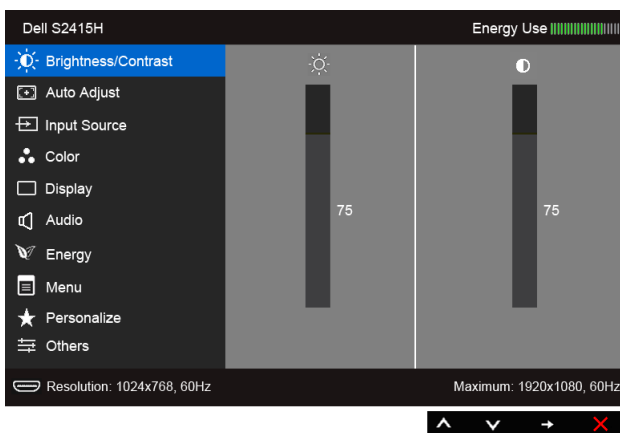 Dell S2415H
Energy Use
Brightness/Contrast
Auto Adjust
Input Source
Color
Display
Audio
Energy
Menu
Personalize
Others
75
75
Resolution: 1024x768, 60Hz
Maximum: 1920x1080, 60Hz